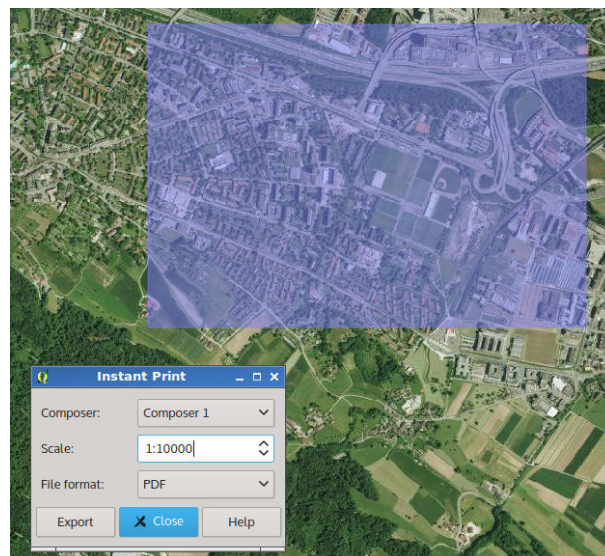 Instant Print
Composer: Composer 1
Scale: 1:10000
File format: PDF
Export Close Help